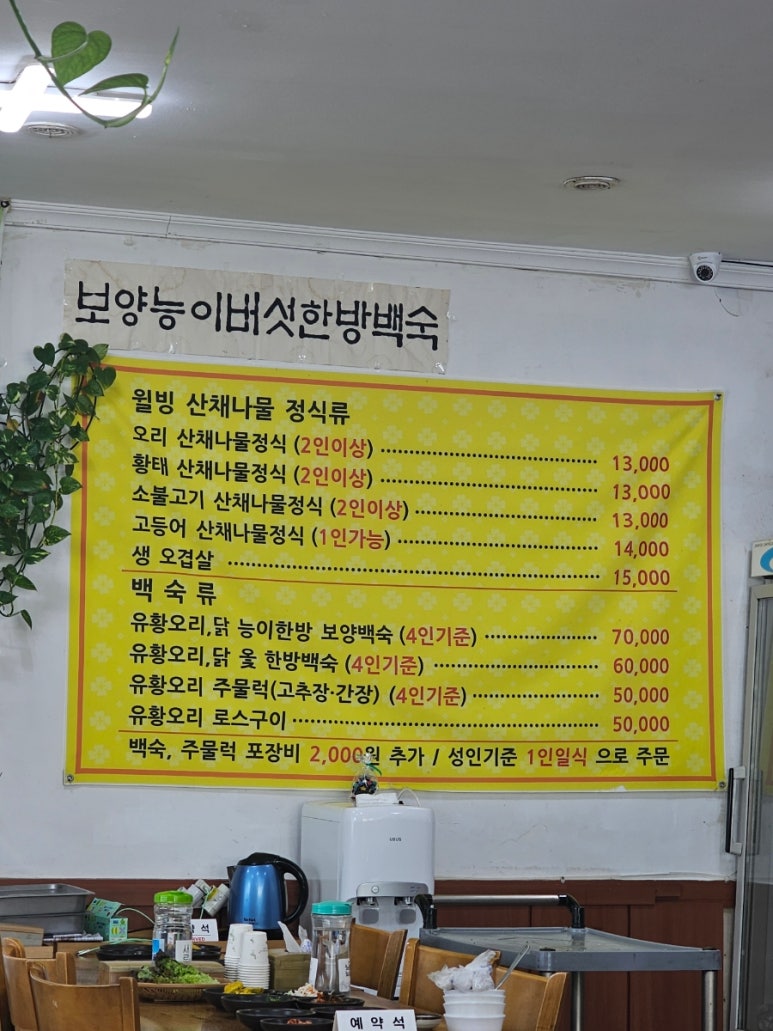 보양능이버섯한방백숙
윌빙 산채나물 정식류
오리 산채나물정식 (2인이상) 13,000
황태 산채나물정식 (2인이상) 13,000
소불고기 산채나물정식 (2인이상) 13,000
고등어 산채나물정식 (1인가능) 14,000
생 오겹살 15,000
백 숙 류
유황오리,닭 능이한방 보양백숙 (4인기준) 70,000
유황오리,닭 옻 한방백숙 (4인기준) 60,000
유황오리 주물럭(고추장·간장) (4인기준) 50,000
유황오리 로스구이 50,000
백숙, 주물럭 포장비 2,000원 추가 / 성인기준 1인일식 으로 주문
예약석